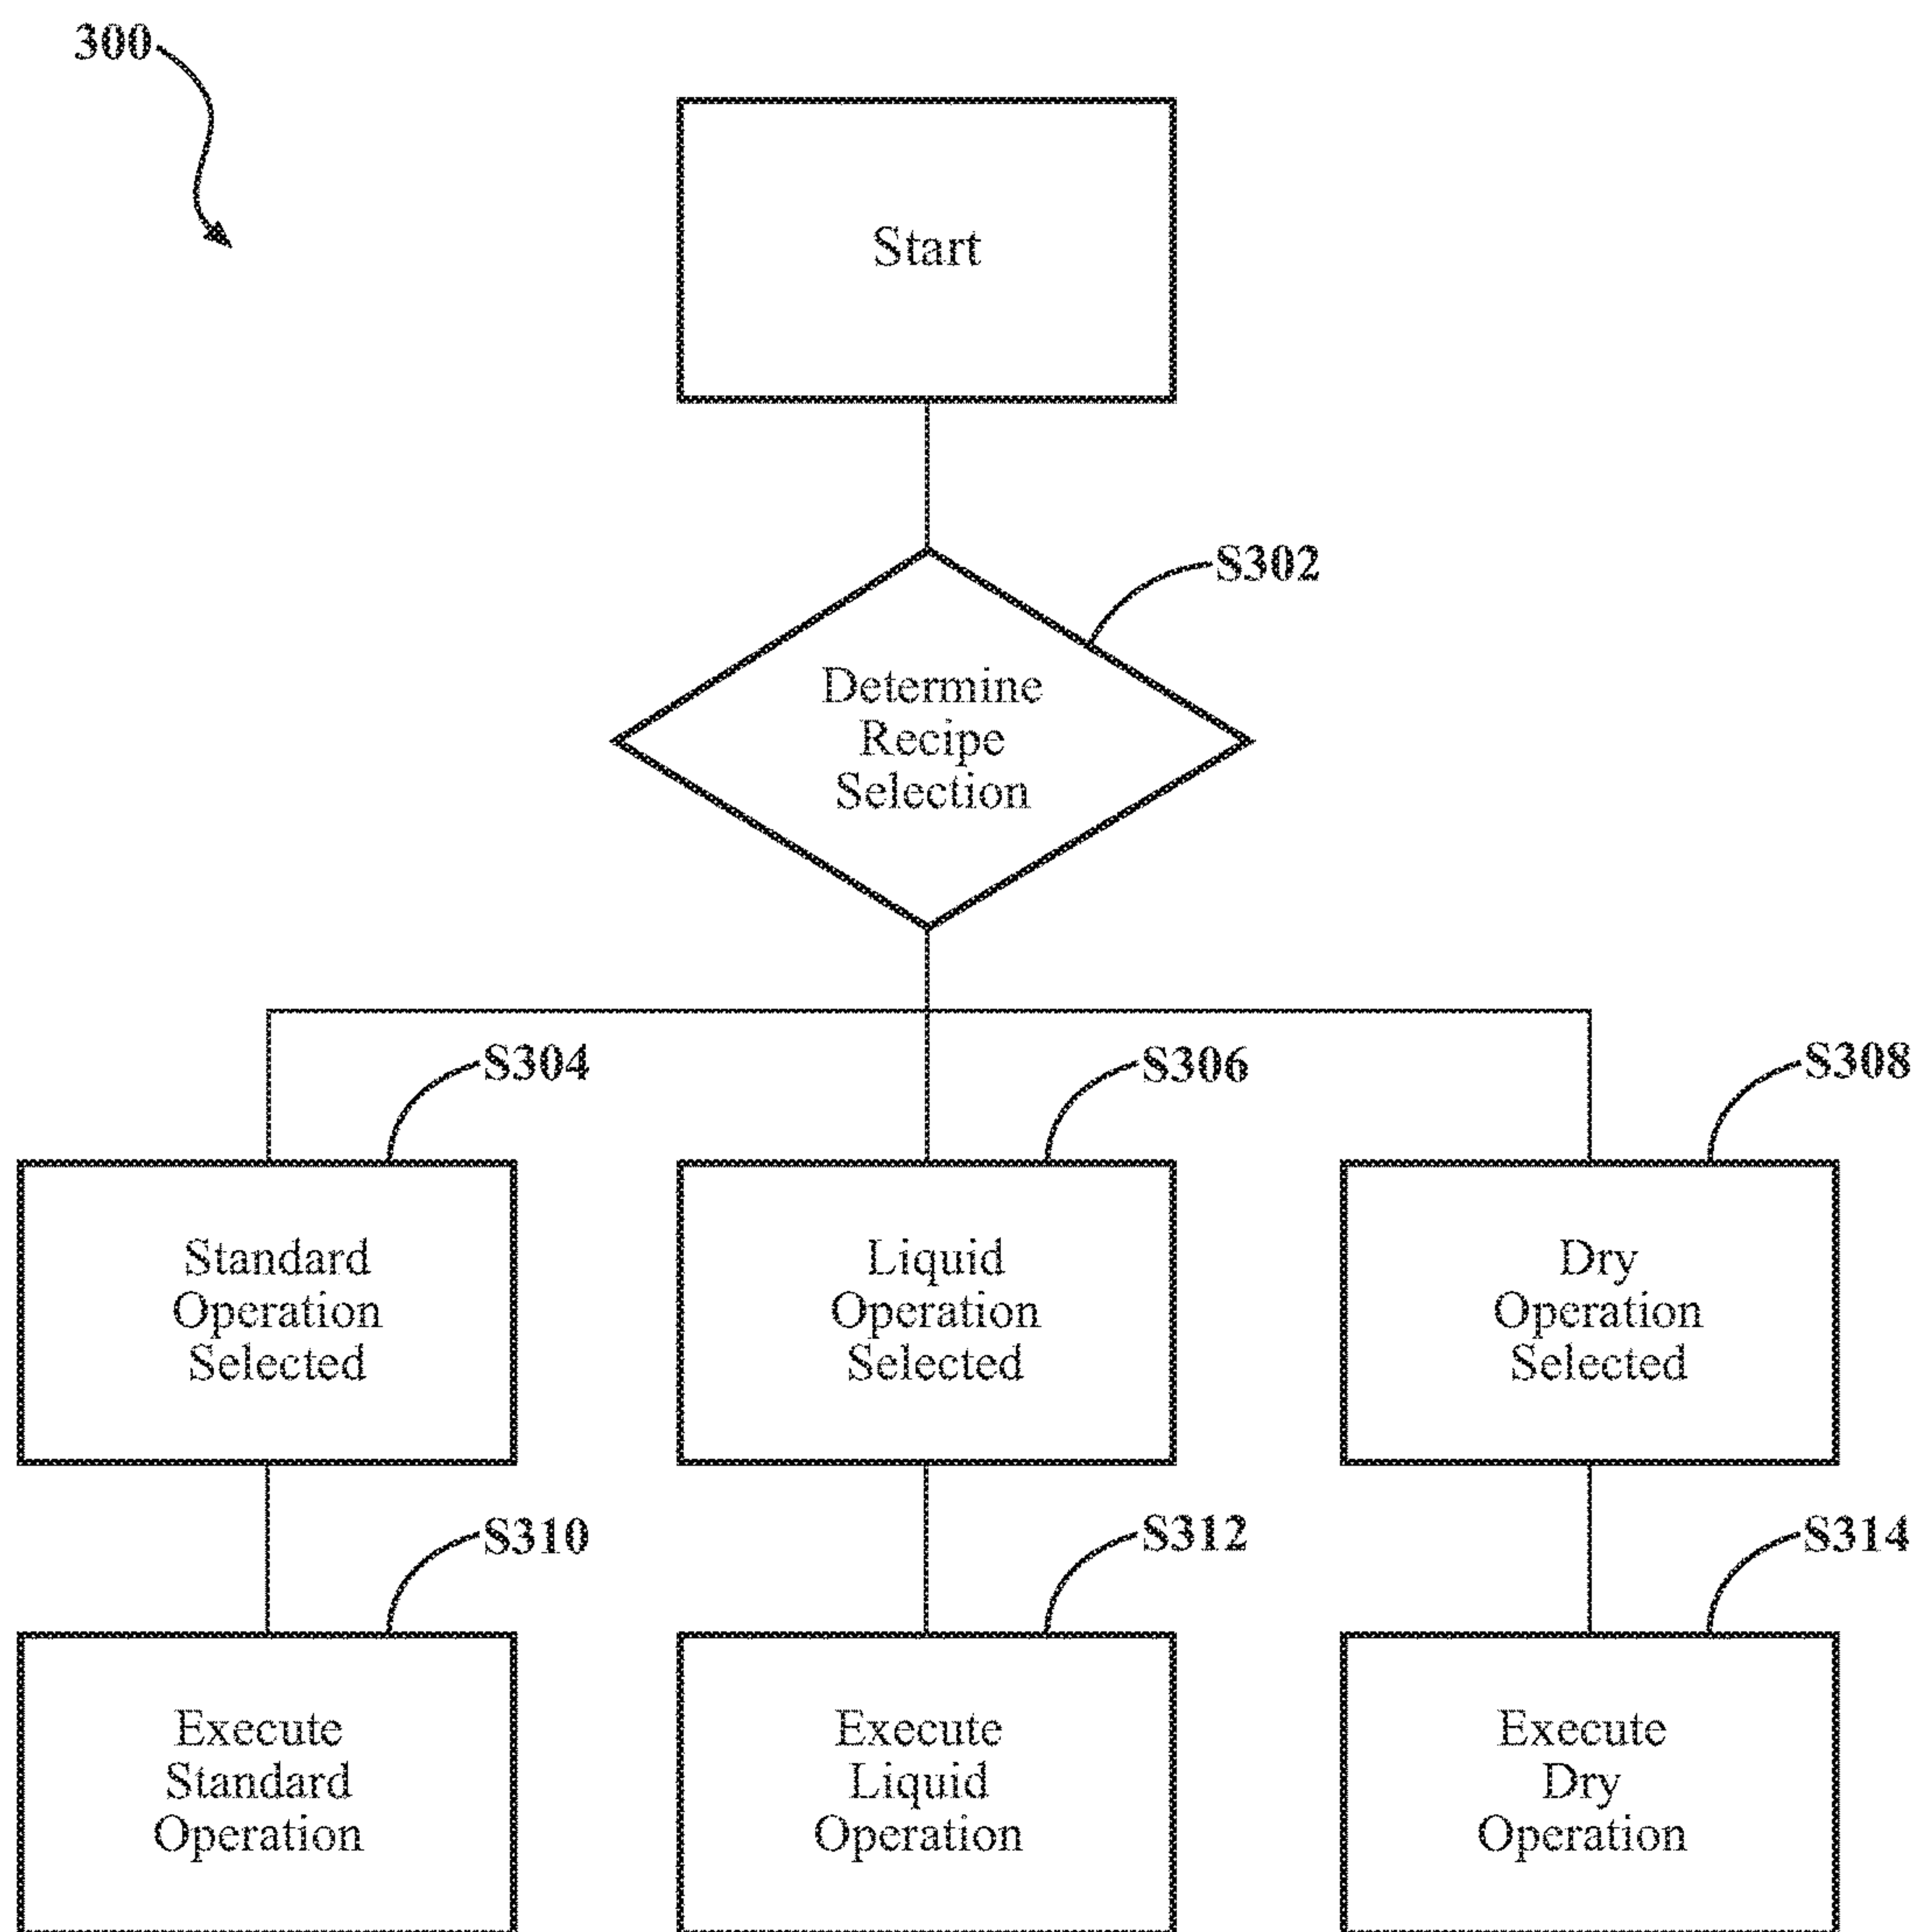 300
Start
S302
Determine
Recipe
Selection
S304
S306
S308
Standard
Operation
Selected
Liquid
Operation
Selected
Dry
Operation
Selected
S310
S312
S314
Execute
Standard
Operation
Execute
Liquid
Operation
Execute
Dry
Operation